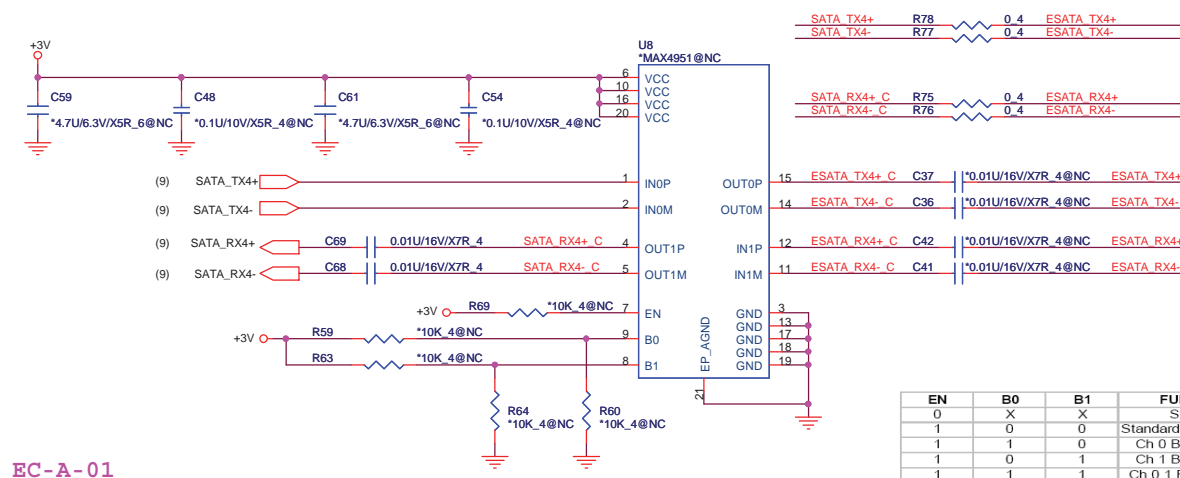 SATA_TX4+ R78 0_4 ESATA_TX4+
SATA_TX4- R77 0_4 ESATA_TX4-
+3V
U8
*MAX4951@NC
C59
*4.7U/6.3V/X5R_6@NC
C48
*0.1U/10V/X5R_4@NC
C61
*4.7U/6.3V/X5R_6@NC
C54
*0.1U/10V/X5R_4@NC
6 VCC
10 VCC
16 VCC
20 VCC
SATA_RX4+_C R75 0_4 ESATA_RX4+
SATA_RX4-_C R76 0_4 ESATA_RX4-
(9) SATA_TX4+ 1 IN0P OUT0P 15 ESATA_TX4+_C C37 *0.01U/16V/X7R_4@NC ESATA_TX4+
(9) SATA_TX4- 2 IN0M OUT0M 14 ESATA_TX4-_C C36 *0.01U/16V/X7R_4@NC ESATA_TX4-
(9) SATA_RX4+ C69 0.01U/16V/X7R_4 SATA_RX4+_C 4 OUT1P IN1P 12 ESATA_RX4+_C C42 *0.01U/16V/X7R_4@NC ESATA_RX4+
(9) SATA_RX4- C68 0.01U/16V/X7R_4 SATA_RX4-_C 5 OUT1M IN1M 11 ESATA_RX4-_C C41 *0.01U/16V/X7R_4@NC ESATA_RX4-
+3V R69 *10K_4@NC 7 EN GND 3
GND 13
+3V R59 *10K_4@NC 9 B0 GND 17
GND 18
R63 *10K_4@NC 8 B1 GND 19
EP_AGND
21
R64
*10K_4@NC
R60
*10K_4@NC
EN B0 B1 FU
0 X X S
1 0 0 Standard
1 1 0 Ch 0 B
1 0 1 Ch 1 B
1 1 1 Ch 0 1
EC-A-01